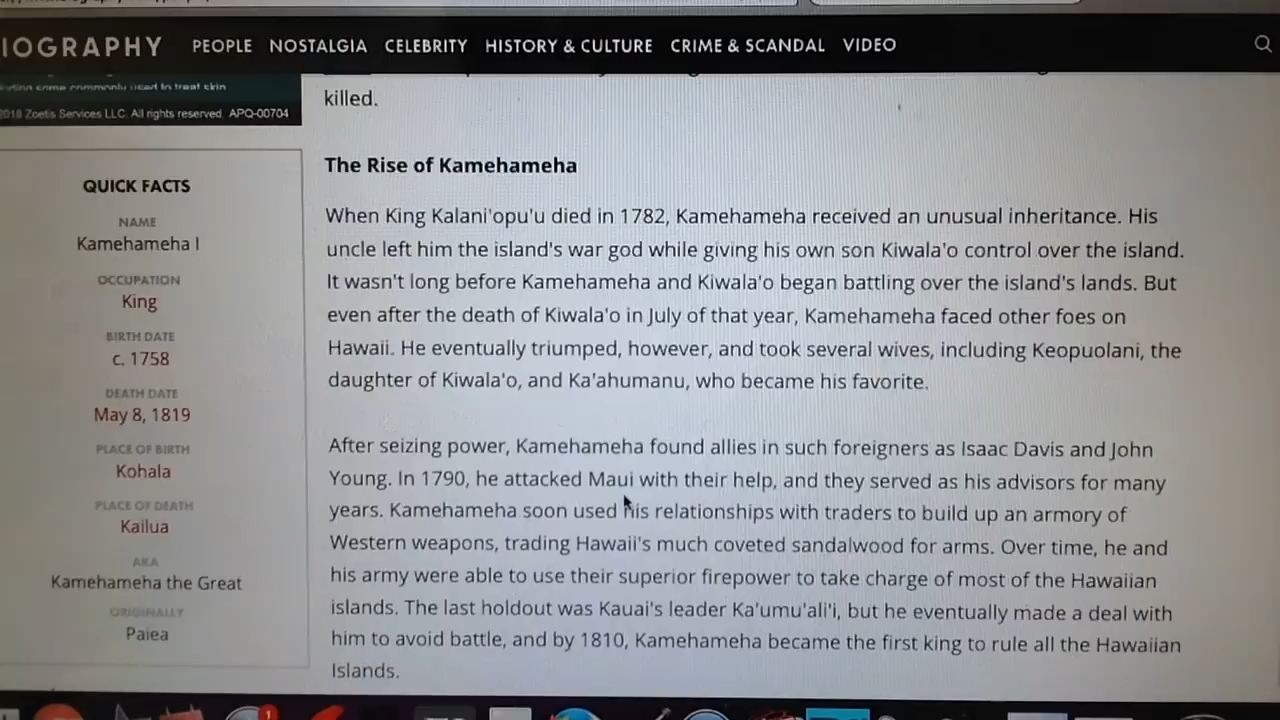 IOGRAPHY PEOPLE NOSTALGIA CELEBRITY HISTORY & CULTURE CRIME & SCANDAL VIDEO
commonly used to treat skin
2018 Zoetis Services LLC. All rights reserved. APQ-00704
QUICK FACTS
NAME
Kamehameha I
OCCUPATION
King
BIRTH DATE
c. 1758
DEATH DATE
May 8, 1819
PLACE OF BIRTH
Kohala
PLACE OF DEATH
Kailua
AKA
Kamehameha the Great
ORIGINALLY
Paiea
killed.
The Rise of Kamehameha
When King Kalani'opu'u died in 1782, Kamehameha received an unusual inheritance. His
uncle left him the island's war god while giving his own son Kiwala'o control over the island.
It wasn't long before Kamehameha and Kiwala'o began battling over the island's lands. But
even after the death of Kiwala'o in July of that year, Kamehameha faced other foes on
Hawaii. He eventually triumped, however, and took several wives, including Keopuolani, the
daughter of Kiwala'o, and Ka'ahumanu, who became his favorite.
After seizing power, Kamehameha found allies in such foreigners as Isaac Davis and John
Young. In 1790, he attacked Maui with their help, and they served as his advisors for many
years. Kamehameha soon used his relationships with traders to build up an armory of
Western weapons, trading Hawaii's much coveted sandalwood for arms. Over time, he and
his army were able to use their superior firepower to take charge of most of the Hawaiian
islands. The last holdout was Kauai's leader Ka'umu'ali'i, but he eventually made a deal with
him to avoid battle, and by 1810, Kamehameha became the first king to rule all the Hawaiian
Islands.
1